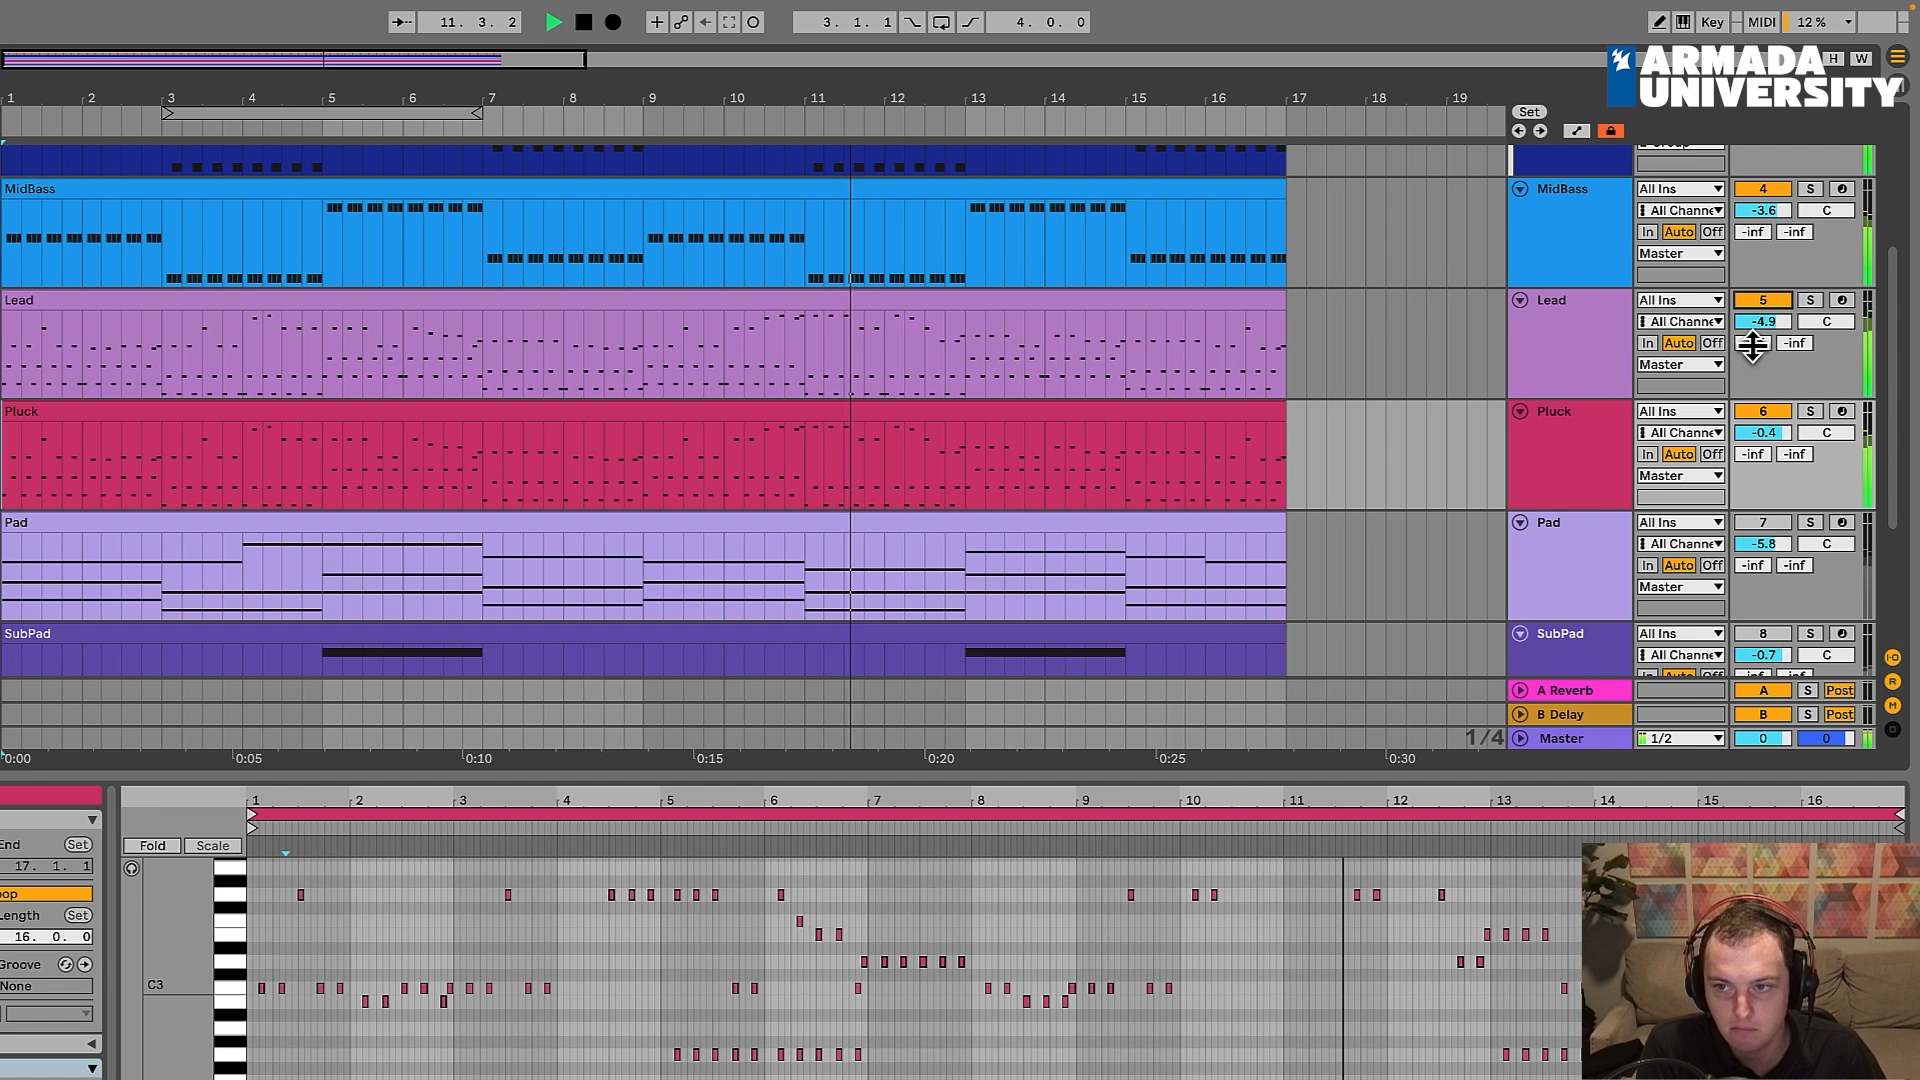 11. 3. 2
3. 1. 1
4. 0. 0
Key
MIDI
12 %
ARMADA
UNIVERSITY
H
W
1 2 3 4 5 6 7 8 9 10 11 12 13 14 15 16 17 18 19
Set
MidBass
MidBass
All Ins
4
S
All Channe
-3.6
C
In Auto Off
-inf
-inf
Master
Lead
Lead
All Ins
5
S
All Channe
-4.9
C
In Auto Off
-inf
Master
Pluck
Pluck
All Ins
6
S
All Channe
-0.4
C
In Auto Off
-inf
-inf
Master
Pad
Pad
All Ins
7
S
All Channe
-5.8
C
In Auto Off
-inf
-inf
Master
SubPad
SubPad
All Ins
8
S
All Channe
-0.7
C
A Reverb
A
S
Post
B Delay
B
S
Post
1/4
Master
1/2
0
0
I-O
R
M
D
0:00 0:05 0:10 0:15 0:20 0:25 0:30
1 2 3 4 5 6 7 8 9 10 11 12 13 14 15 16
Fold
Scale
End
Set
17. 1. 1
oop
Length
Set
16. 0. 0
Groove
None
C3